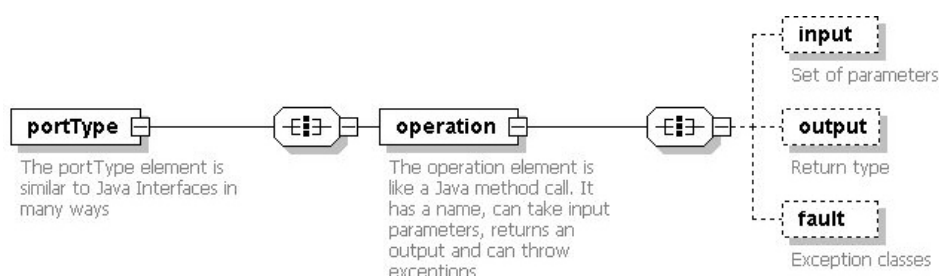 portType
The portType element is
similar to Java Interfaces in
many ways
operation
The operation element is
like a Java method call. It
has a name, can take input
parameters, returns an
output and can throw
exceptions
input
Set of parameters
output
Return type
fault
Exception classes